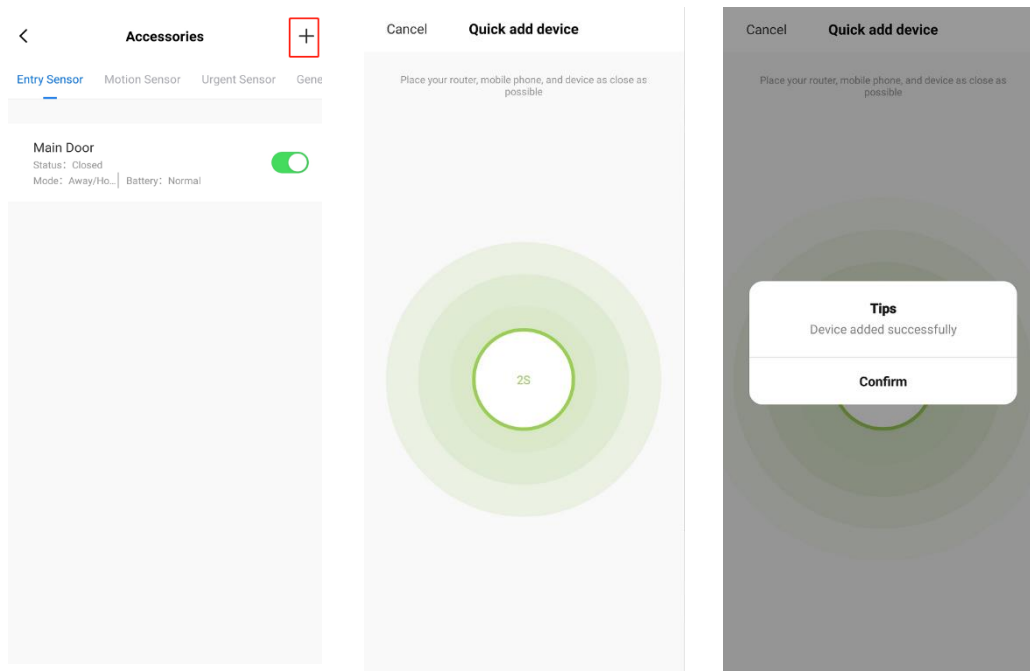 Accessories
Entry Sensor Motion Sensor Urgent Sensor Gene
Main Door
Status: Closed
Mode: Away/Ho... Battery: Normal
Cancel Quick add device
Place your router, mobile phone, and device as close as
possible
2S
Cancel Quick add device
Place your router, mobile phone, and device as close as
possible
Tips
Device added successfully
Confirm